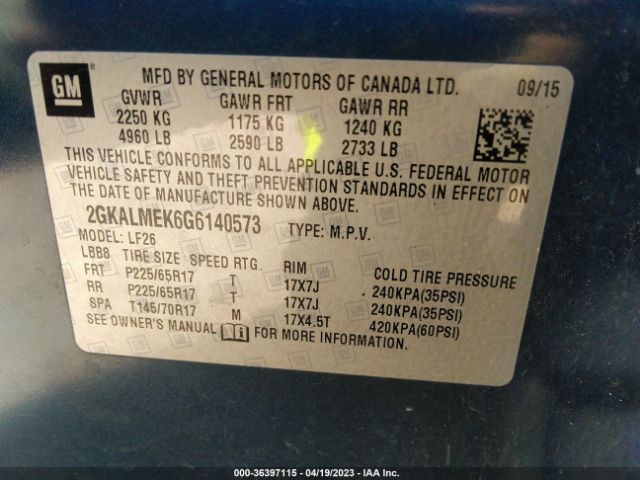 GM
MFD BY GENERAL MOTORS OF CANADA LTD. 09/15
GVWR GAWR FRT GAWR RR
2250 KG 1175 KG 1240 KG
4960 LB 2590 LB 2733 LB
THIS VEHICLE CONFORMS TO ALL APPLICABLE U.S. FEDERAL MOTOR
VEHICLE SAFETY AND THEFT PREVENTION STANDARDS IN EFFECT ON
THE DATE OF MANUFACTURE SHOWN ABOVE.
2GKALMEK6G6140573 TYPE: M.P.V.
MODEL: LF26
LBB8 TIRE SIZE SPEED RTG. RIM COLD TIRE PRESSURE
FRT P225/65R17 T 17X7J 240KPA(35PSI)
RR P225/65R17 T 17X7J 240KPA(35PSI)
SPA T145/70R17 M 17X4.5T 420KPA(60PSI)
SEE OWNER'S MANUAL FOR MORE INFORMATION.
000-36397115 - 04/19/2023 - IAA Inc.